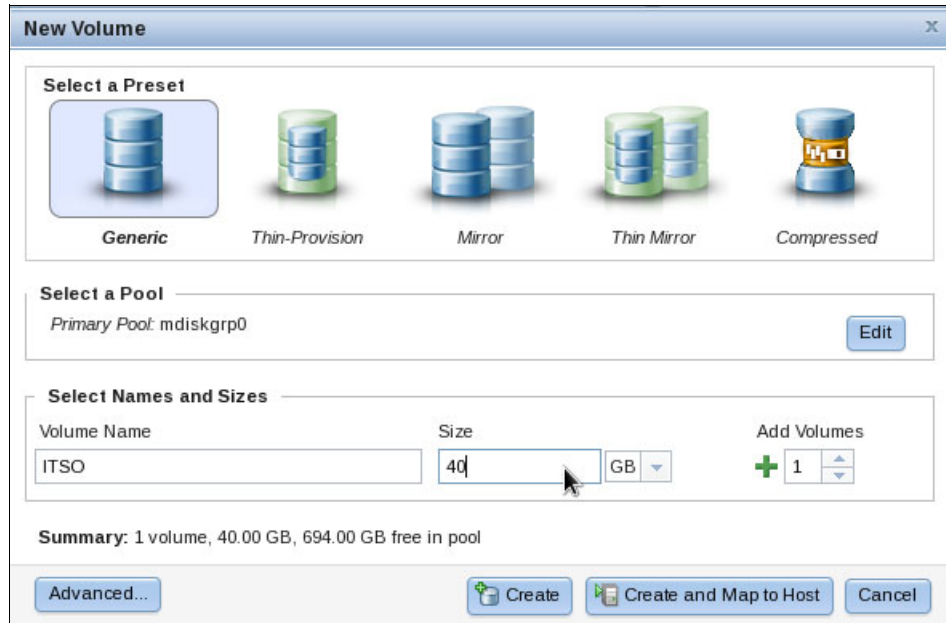 New Volume x
Select a Preset
Generic Thin-Provision Mirror Thin Mirror Compressed
Select a Pool
Primary Pool: mdiskgrp0
Edit
Select Names and Sizes
Volume Name Size Add Volumes
ITSO 40 GB 1
Summary: 1 volume, 40.00 GB, 694.00 GB free in pool
Advanced... Create Create and Map to Host Cancel